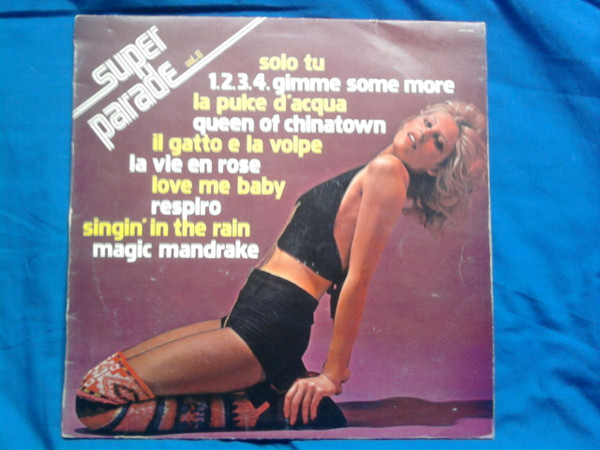 super
parade
vol. 8
solo tu
1.2.3.4. gimme some more
la pulce d'acqua
queen of chinatown
il gatto e la volpe
la vie en rose
love me baby
respiro
singin' in the rain
magic mandrake